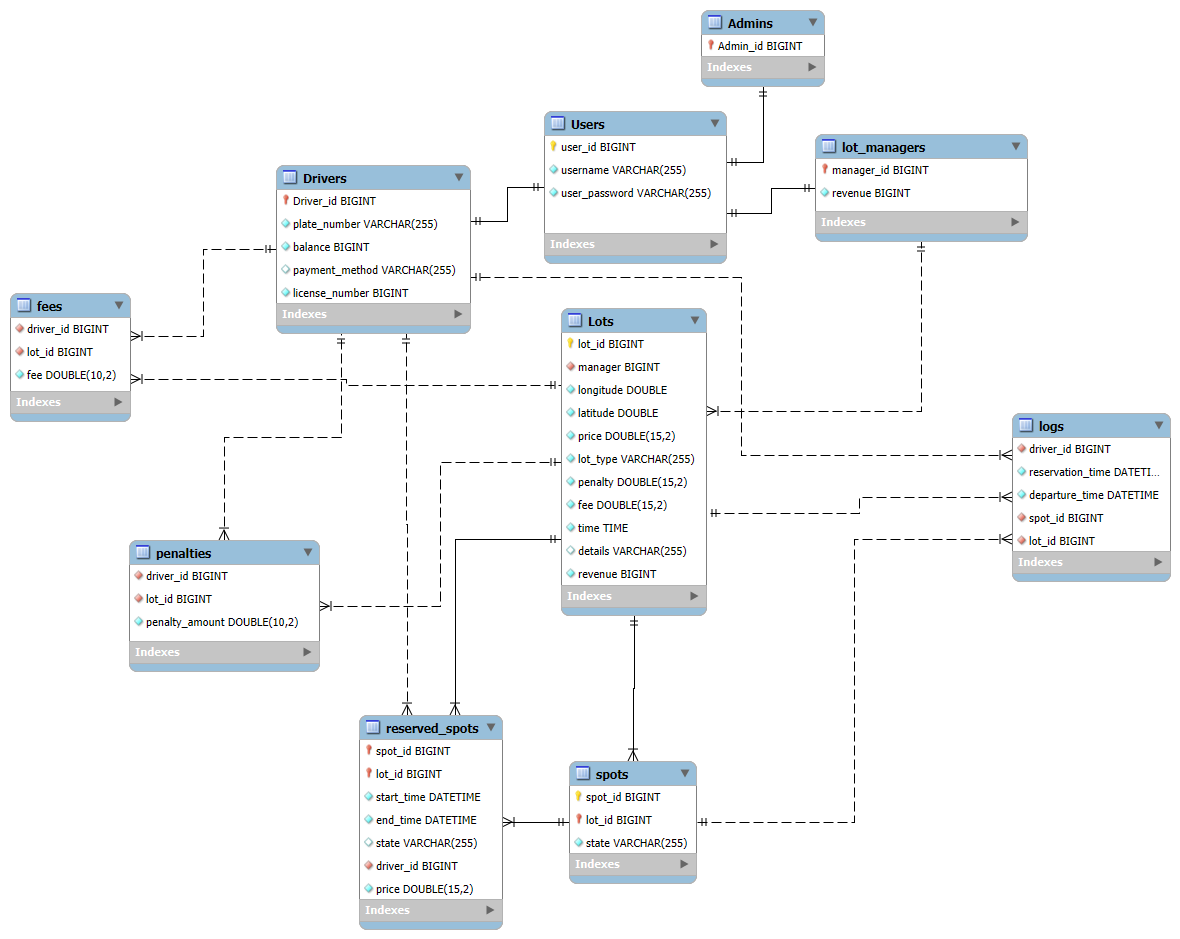 Admins
Admin_id BIGINT
Indexes
Users
user_id BIGINT
username VARCHAR(255)
user_password VARCHAR(255)
Indexes
lot_managers
manager_id BIGINT
revenue BIGINT
Indexes
Drivers
Driver_id BIGINT
plate_number VARCHAR(255)
balance BIGINT
payment_method VARCHAR(255)
license_number BIGINT
Indexes
fees
driver_id BIGINT
lot_id BIGINT
fee DOUBLE(10,2)
Indexes
Lots
lot_id BIGINT
manager BIGINT
longitude DOUBLE
latitude DOUBLE
price DOUBLE(15,2)
lot_type VARCHAR(255)
penalty DOUBLE(15,2)
fee DOUBLE(15,2)
time TIME
details VARCHAR(255)
revenue BIGINT
Indexes
logs
driver_id BIGINT
reservation_time DATETI...
departure_time DATETIME
spot_id BIGINT
lot_id BIGINT
Indexes
penalties
driver_id BIGINT
lot_id BIGINT
penalty_amount DOUBLE(10,2)
Indexes
reserved_spots
spot_id BIGINT
lot_id BIGINT
start_time DATETIME
end_time DATETIME
state VARCHAR(255)
driver_id BIGINT
price DOUBLE(15,2)
Indexes
spots
spot_id BIGINT
lot_id BIGINT
state VARCHAR(255)
Indexes